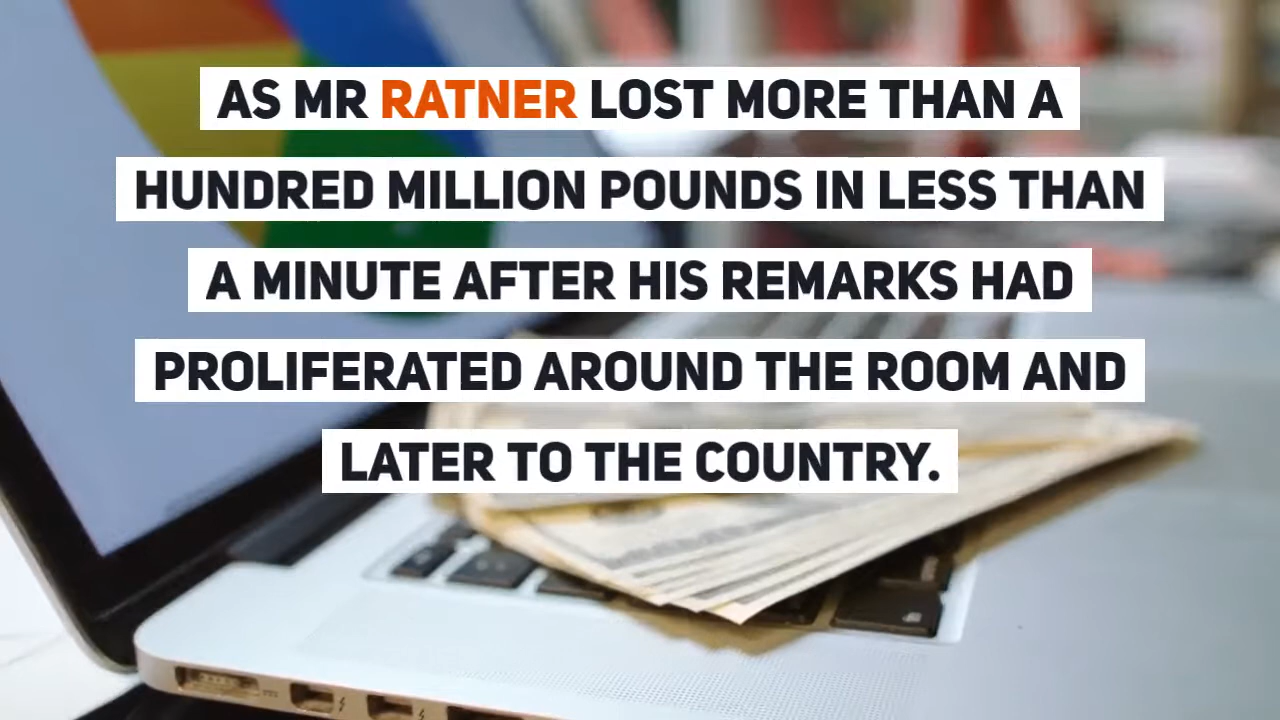 AS MR RATNER LOST MORE THAN A
HUNDRED MILLION POUNDS IN LESS THAN
A MINUTE AFTER HIS REMARKS HAD
PROLIFERATED AROUND THE ROOM AND
LATER TO THE COUNTRY.